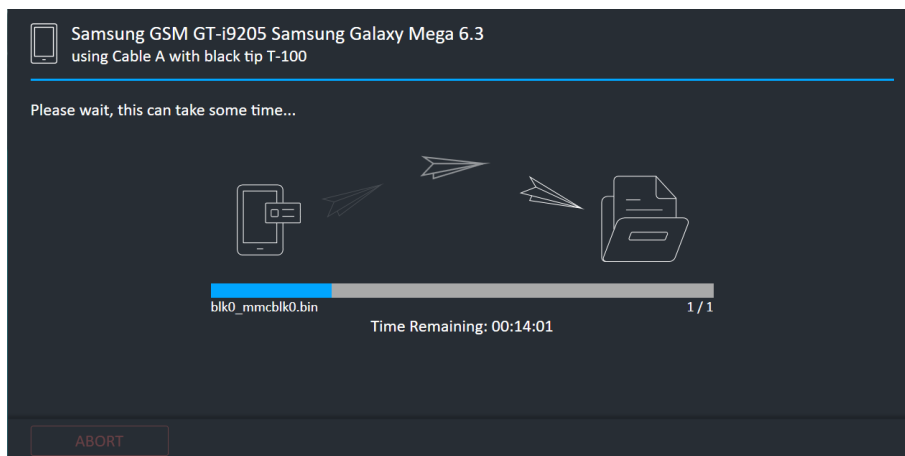 Samsung GSM GT-i9205 Samsung Galaxy Mega 6.3
using Cable A with black tip T-100
Please wait, this can take some time...
blk0_mmcblk0.bin
1 / 1
Time Remaining: 00:14:01
ABORT